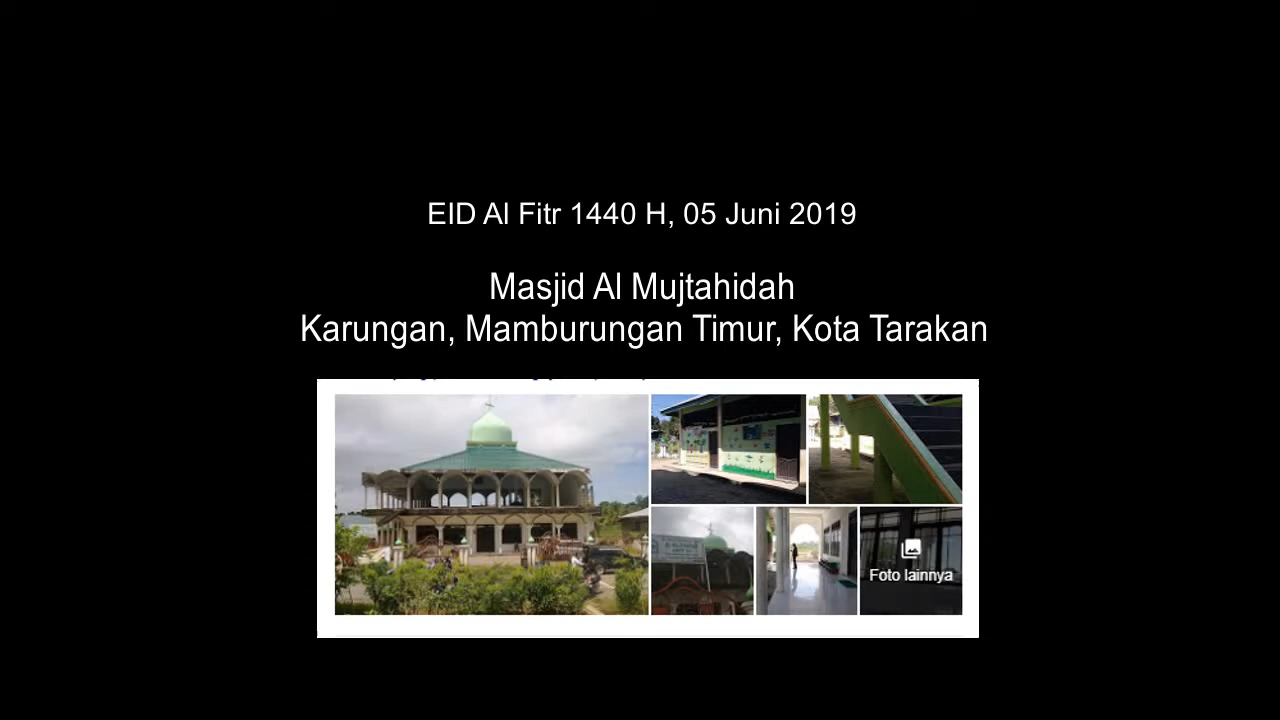 EID Al Fitr 1440 H, 05 Juni 2019
Masjid Al Mujtahidah
Karungan, Mamburungan Timur, Kota Tarakan
Foto lainnya